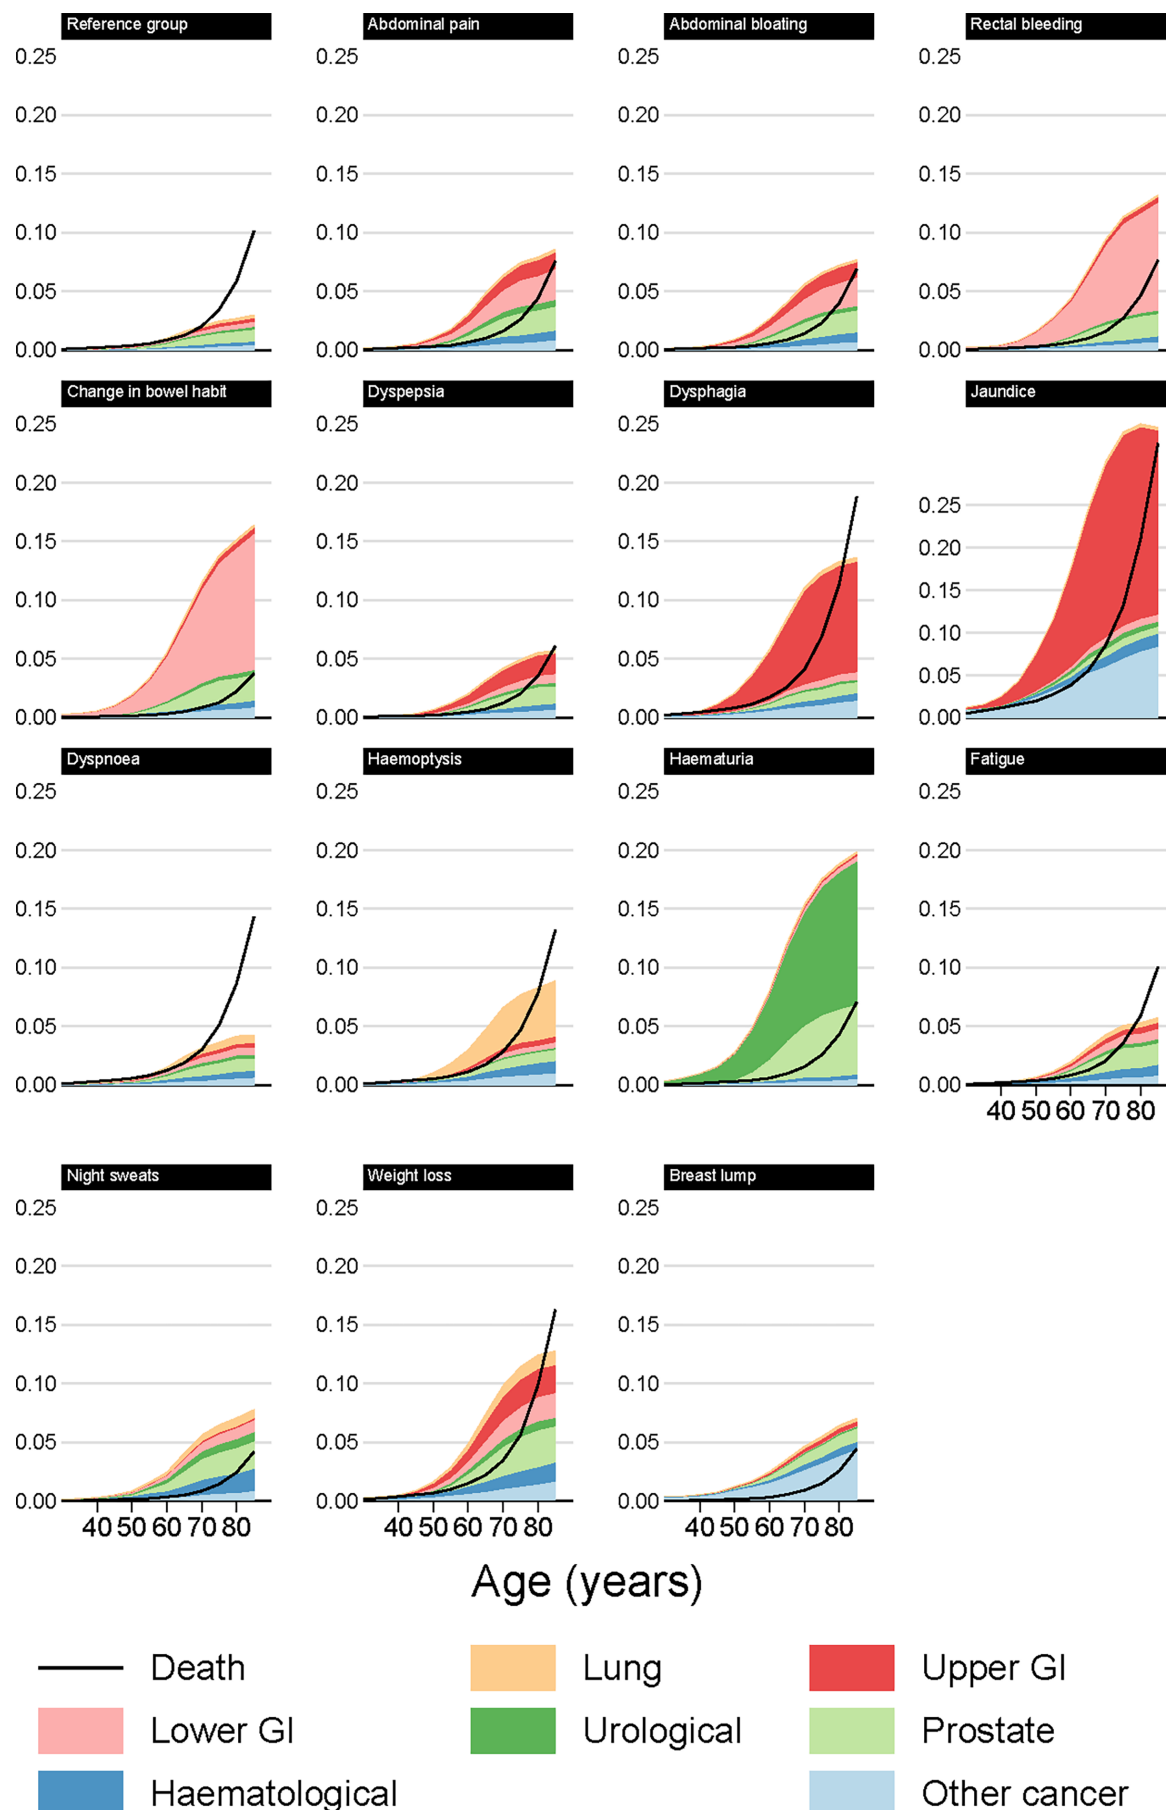 Reference group Abdominal pain Abdominal bloating Rectal bleeding
0.25 0.25 0.25 0.25
0.20 0.20 0.20 0.20
0.15 0.15 0.15 0.15
0.10 0.10 0.10 0.10
0.05 0.05 0.05 0.05
0.00 0.00 0.00 0.00
Change in bowel habit Dyspepsia Dysphagia Jaundice
0.25 0.25 0.25
0.20 0.20 0.20 0.25
0.15 0.15 0.15 0.20
0.10 0.10 0.10 0.15
0.05 0.05 0.05 0.10
0.05
0.00 0.00 0.00 0.00
Dyspnoea Haemoptysis Haematuria Fatigue
0.25 0.25 0.25 0.25
0.20 0.20 0.20 0.20
0.15 0.15 0.15 0.15
0.10 0.10 0.10 0.10
0.05 0.05 0.05 0.05
0.00 0.00 0.00 0.00
40 50 60 70 80
Night sweats Weight loss Breast lump
0.25 0.25 0.25
0.20 0.20 0.20
0.15 0.15 0.15
0.10 0.10 0.10
0.05 0.05 0.05
0.00 0.00 0.00
40 50 60 70 80 40 50 60 70 80 40 50 60 70 80
Age (years)
Death Lung Upper GI
Lower GI Urological Prostate
Haematological Other cancer